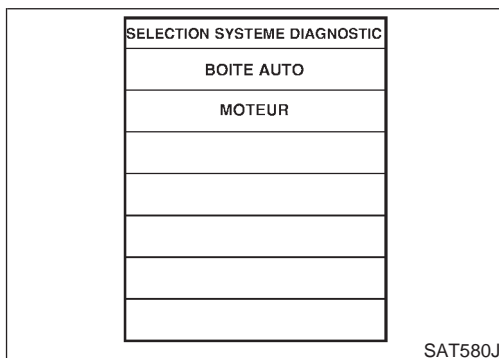 SELECTION SYSTEME DIAGNOSTIC
BOITE AUTO
MOTEUR
SAT580J